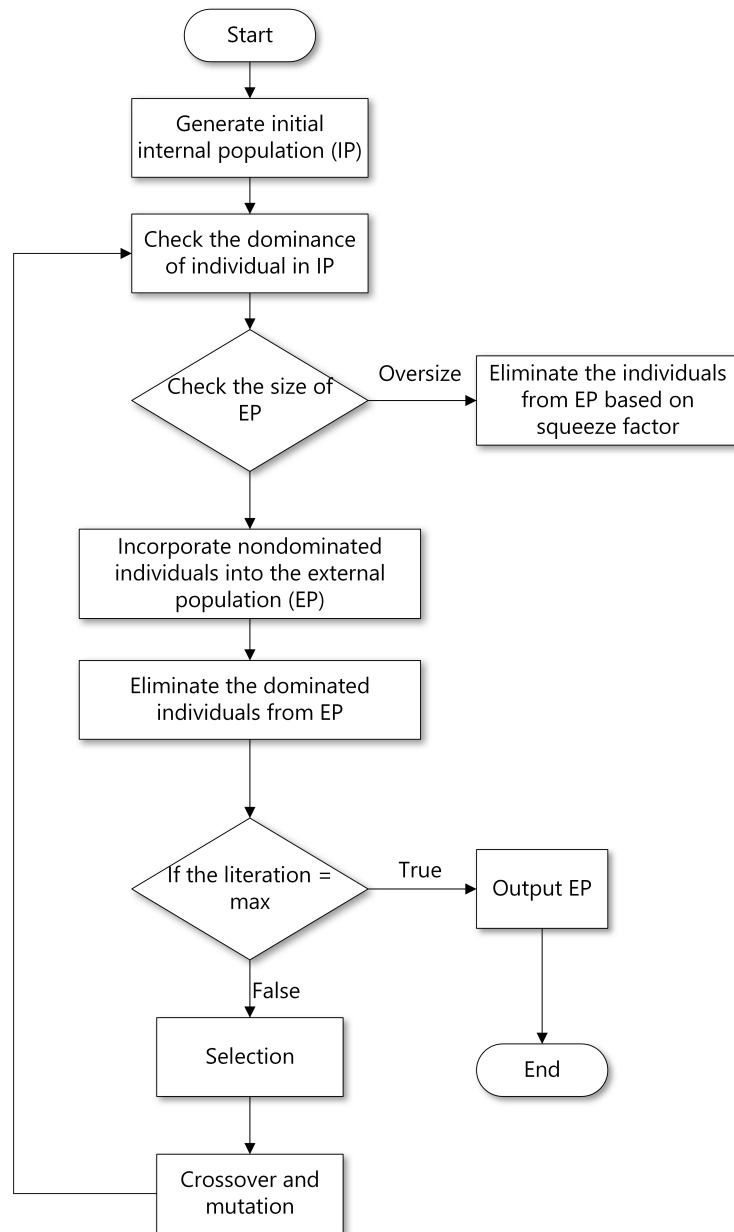 Start
Generate initial
internal population (IP)
Check the dominance
of individual in IP
Check the size of
EP
Oversize
Eliminate the individuals
from EP based on
squeeze factor
Incorporate nondominated
individuals into the external
population (EP)
Eliminate the dominated
individuals from EP
If the literation =
max
True
Output EP
False
Selection
End
Crossover and
mutation